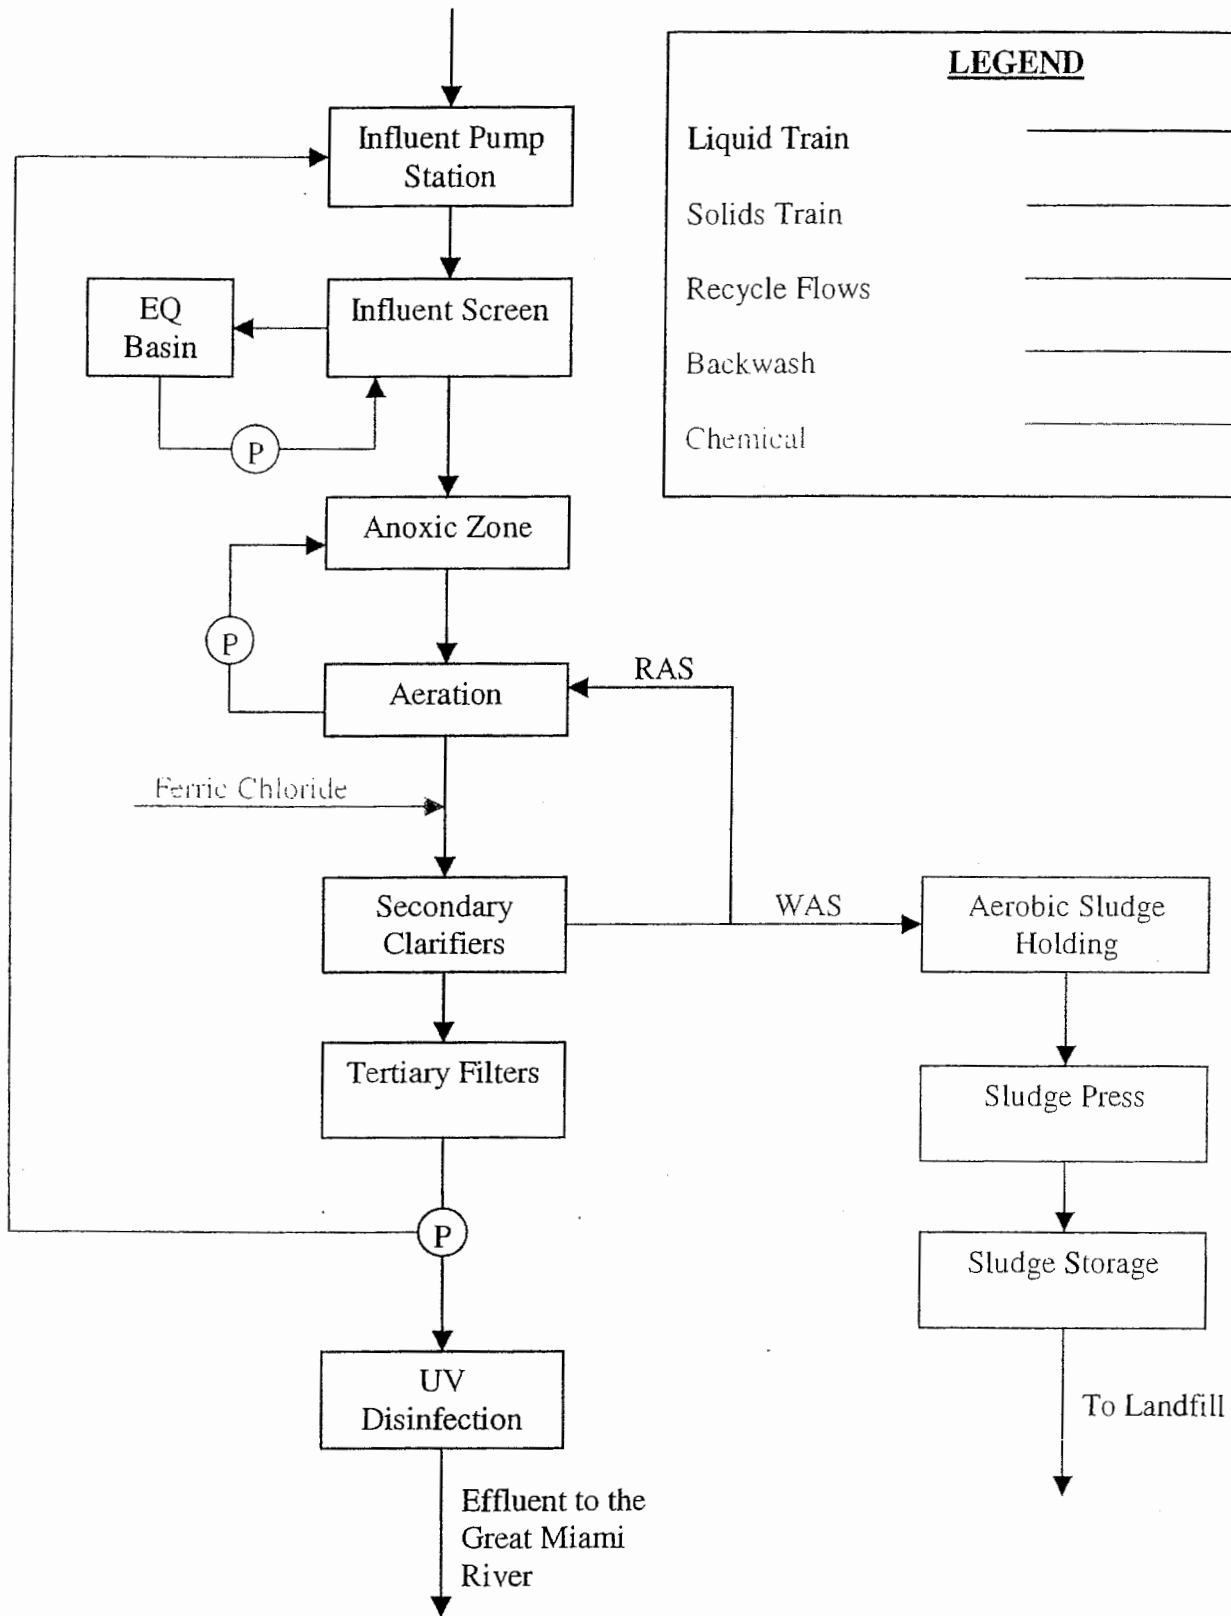 LEGEND
Liquid Train
Solids Train
Recycle Flows
Backwash
Chemical
Influent Pump
Station
EQ
Basin
Influent Screen
P
Anoxic Zone
P
Aeration
RAS
Ferric Chloride
Secondary
Clarifiers
WAS
Aerobic Sludge
Holding
Tertiary Filters
Sludge Press
P
Sludge Storage
UV
Disinfection
To Landfill
Effluent to the
Great Miami
River